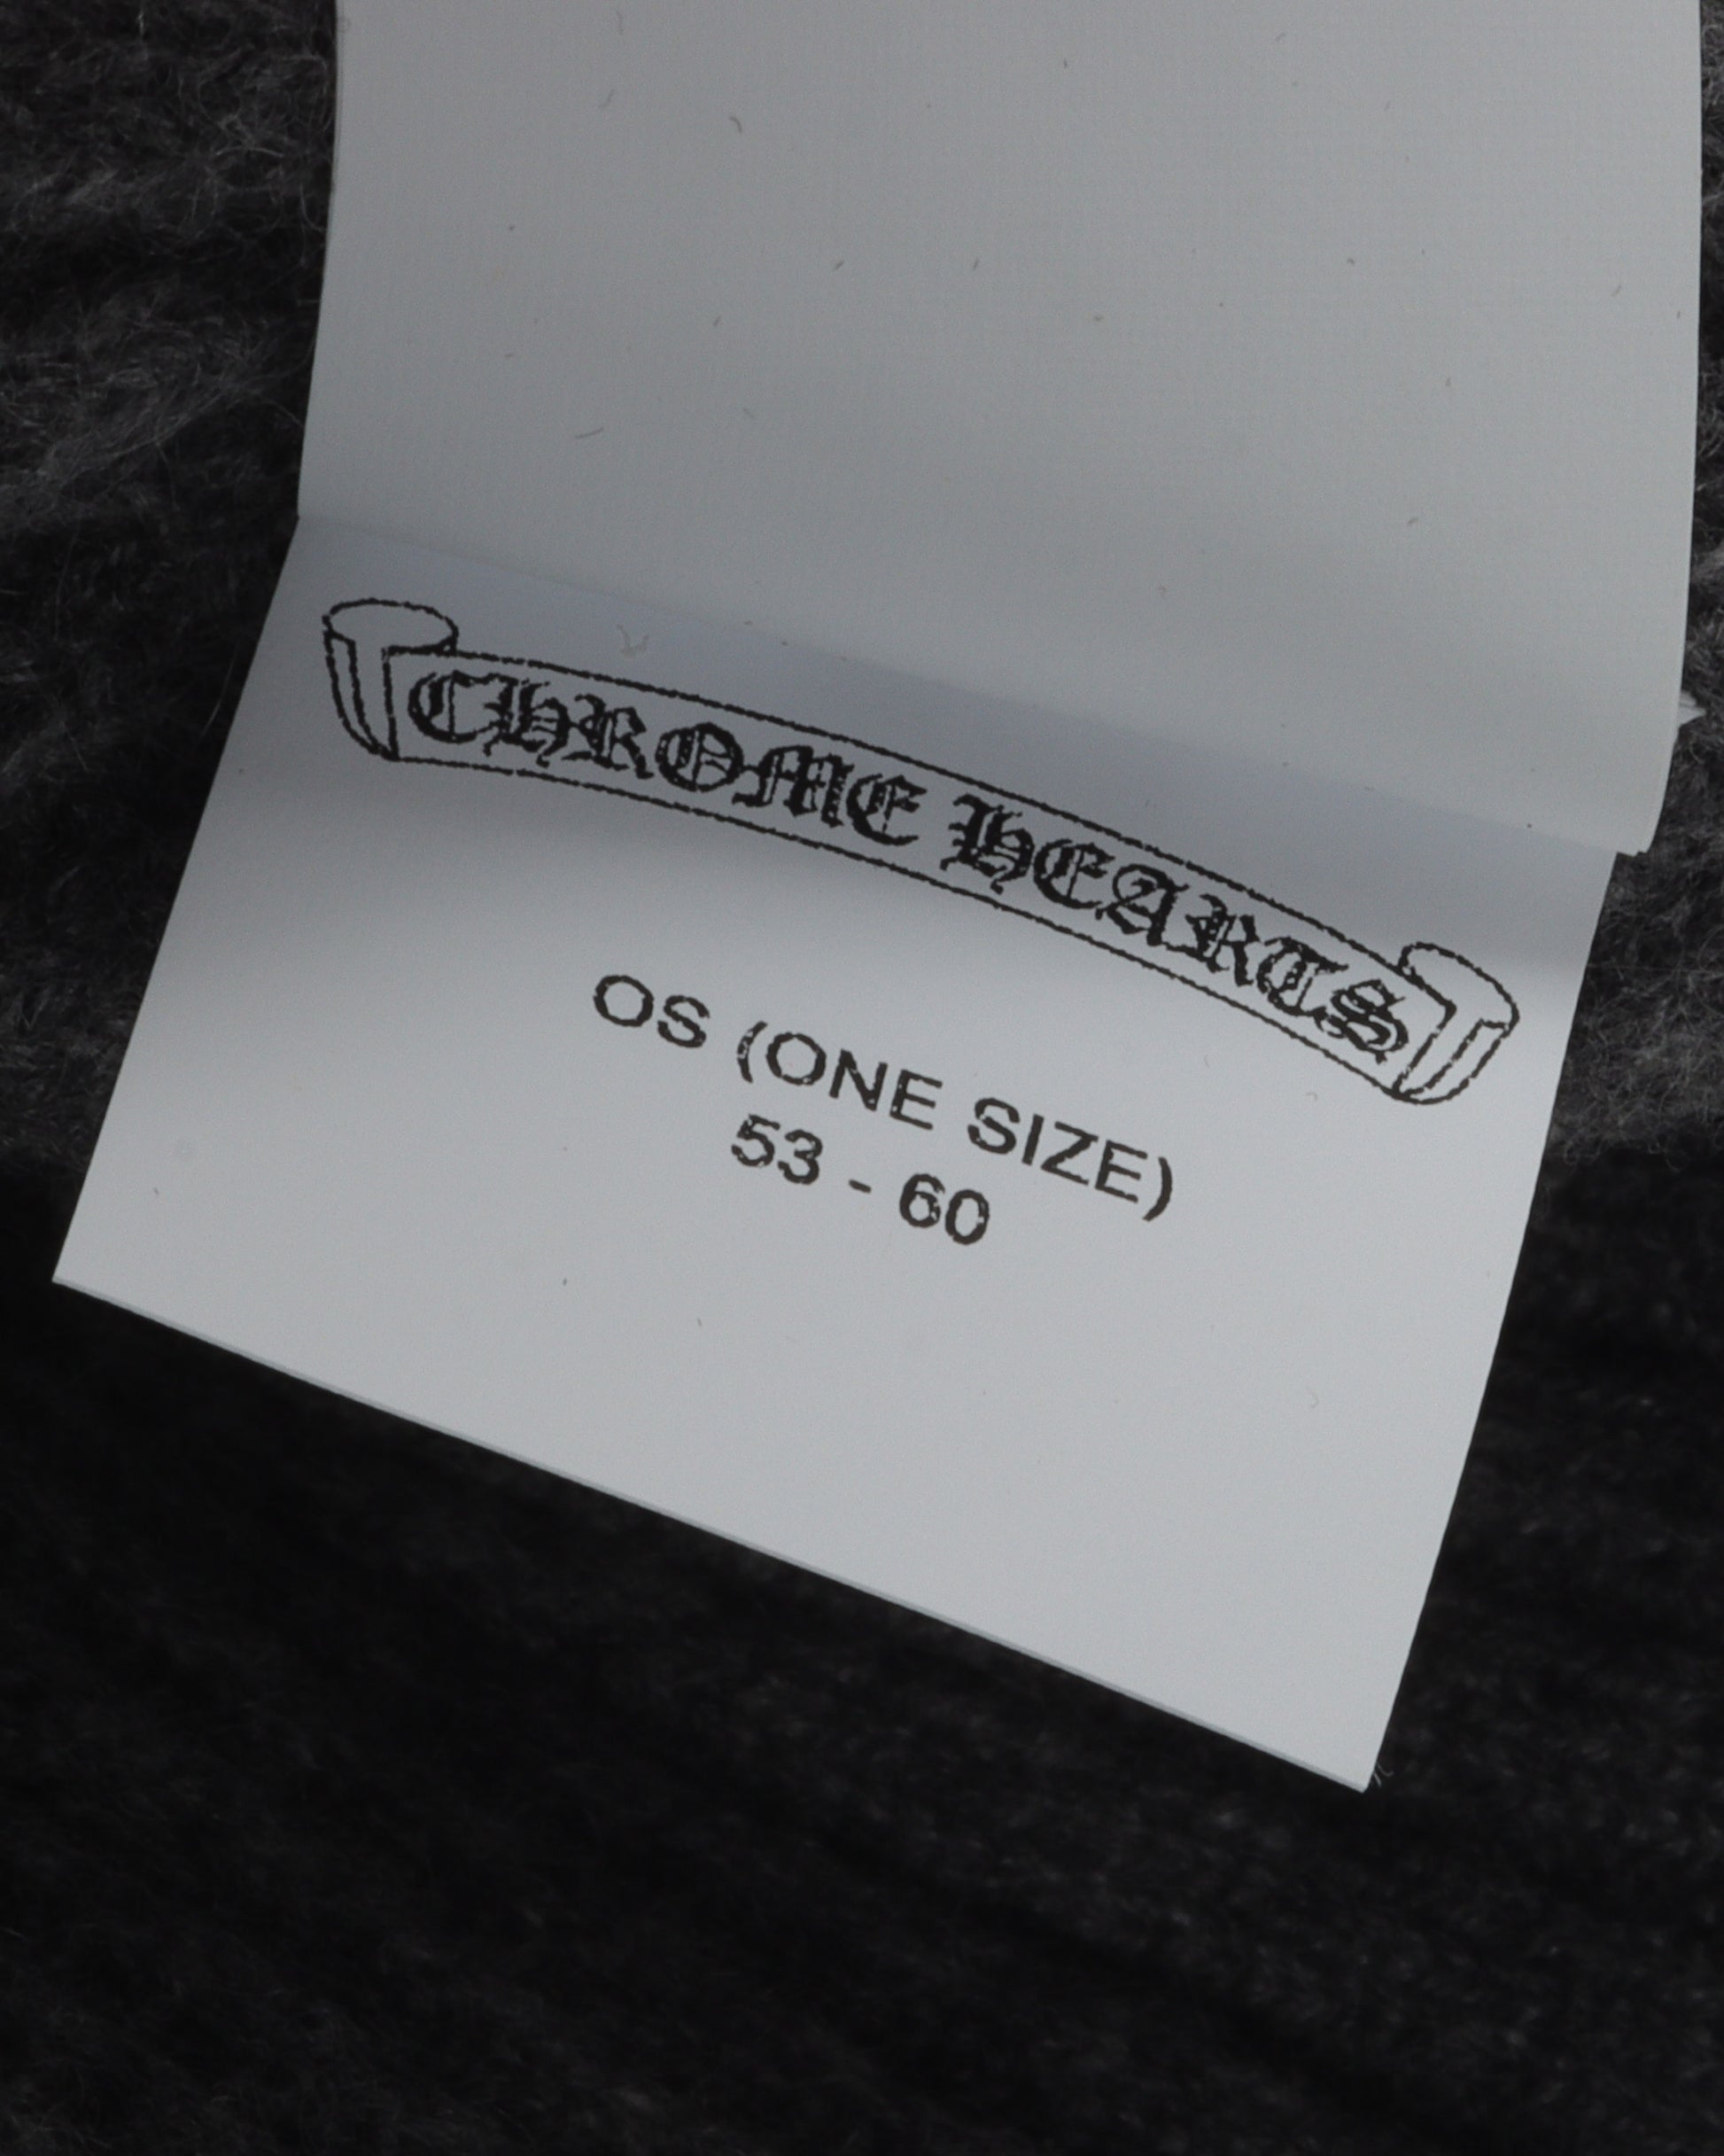 CHROME HEARTS
OS (ONE SIZE)
53 - 60